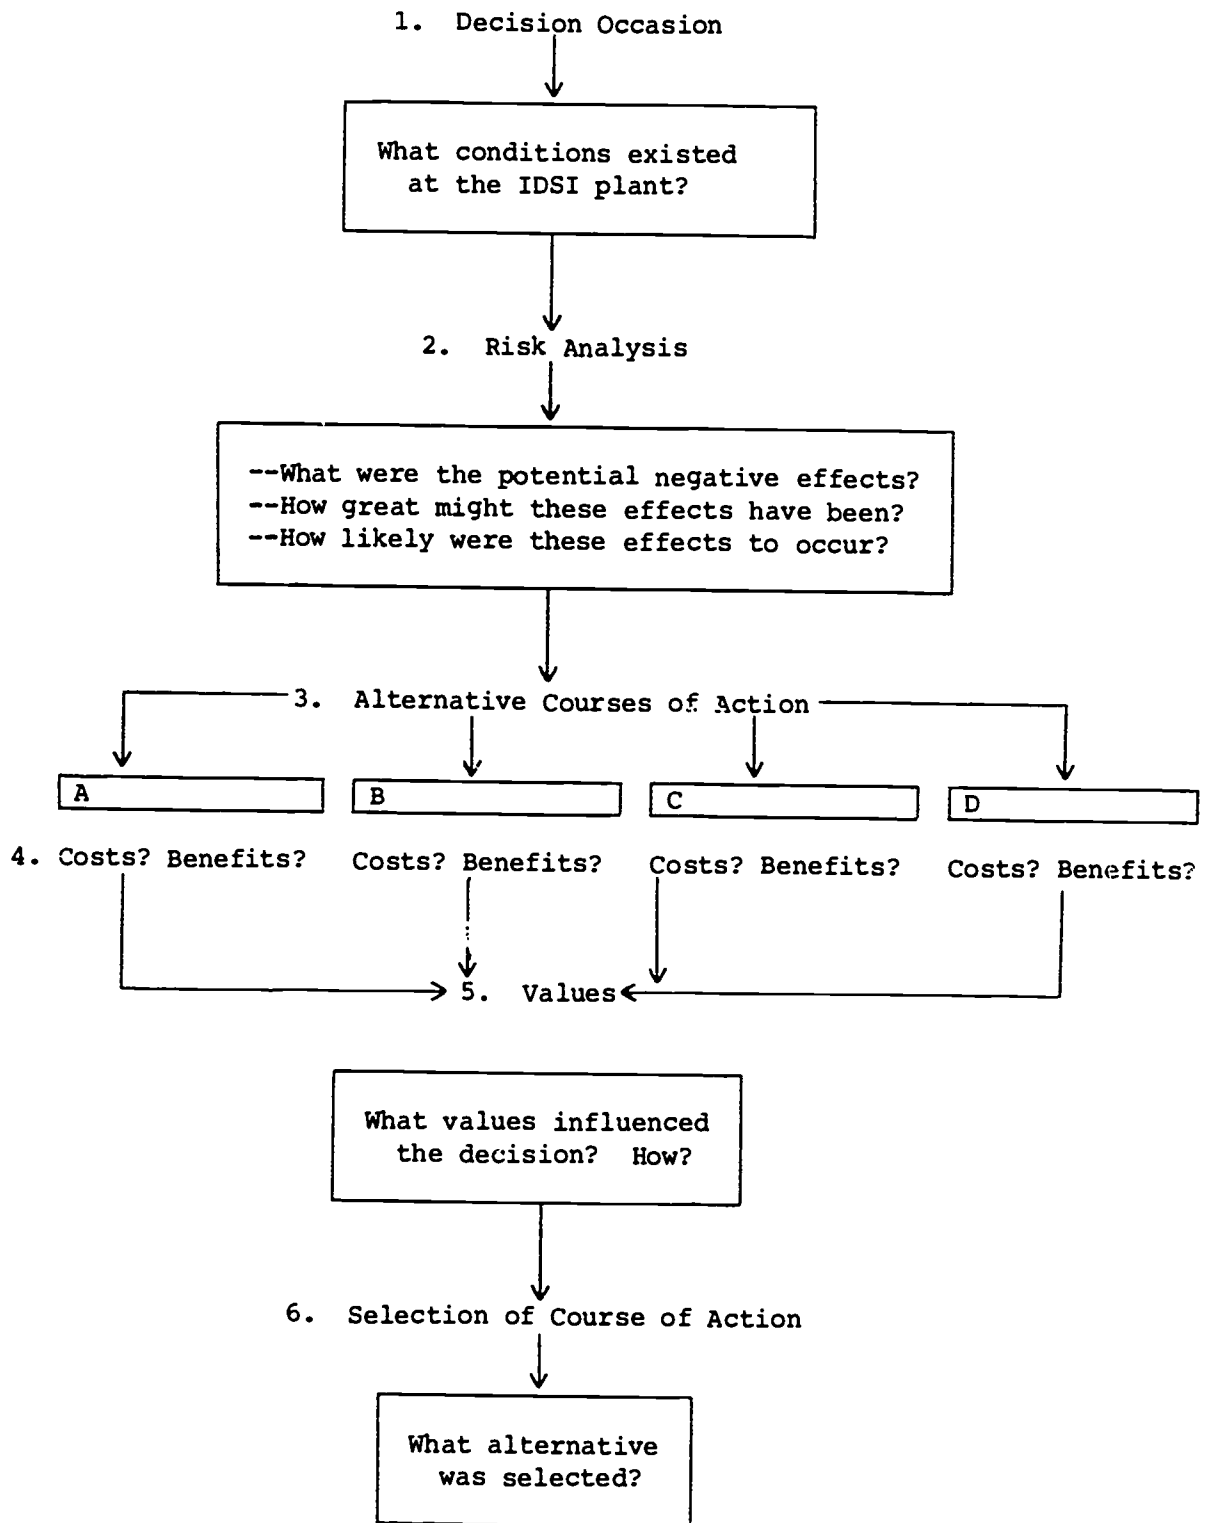 1. Decision Occasion
What conditions existed
at the IDSI plant?
2. Risk Analysis
--What were the potential negative effects?
--How great might these effects have been?
--How likely were these effects to occur?
3. Alternative Courses of Action
A B C D
4. Costs? Benefits? Costs? Benefits? Costs? Benefits? Costs? Benefits?
5. Values
What values influenced
the decision? How?
6. Selection of Course of Action
What alternative
was selected?